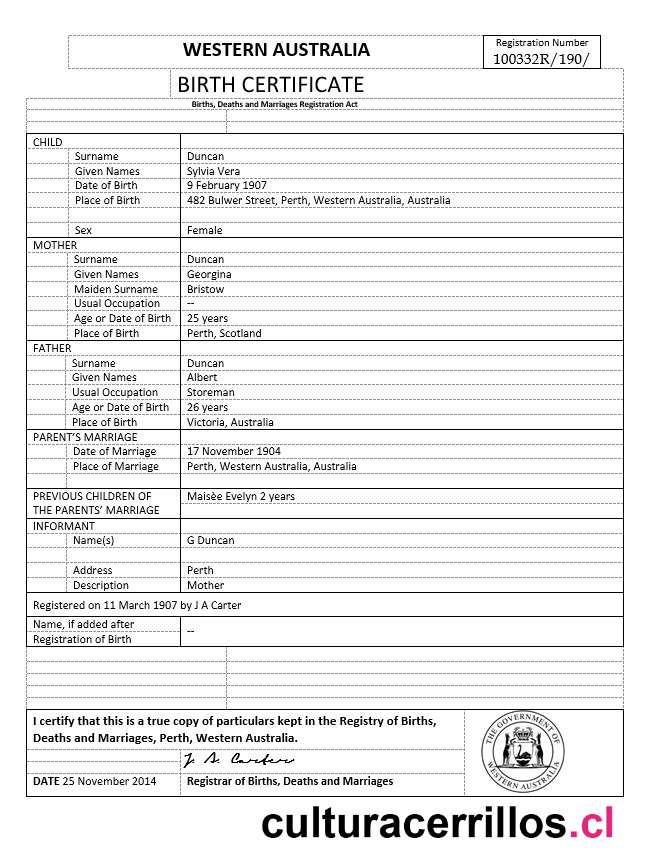 WESTERN AUSTRALIA
Registration Number
100332R/190/
BIRTH CERTIFICATE
Births, Deaths and Marriages Registration Act
CHILD
Surname Duncan
Given Names Sylvia Vera
Date of Birth 9 February 1907
Place of Birth 482 Bulwer Street, Perth, Western Australia, Australia
Sex Female
MOTHER
Surname Duncan
Given Names Georgina
Maiden Surname Bristow
Usual Occupation --
Age or Date of Birth 25 years
Place of Birth Perth, Scotland
FATHER
Surname Duncan
Given Names Albert
Usual Occupation Storeman
Age or Date of Birth 26 years
Place of Birth Victoria, Australia
PARENT'S MARRIAGE
Date of Marriage 17 November 1904
Place of Marriage Perth, Western Australia, Australia
PREVIOUS CHILDREN OF Maisèe Evelyn 2 years
THE PARENTS' MARRIAGE
INFORMANT
Name(s) G Duncan
Address Perth
Description Mother
Registered on 11 March 1907 by J A Carter
Name, if added after
--
Registration of Birth
I certify that this is a true copy of particulars kept in the Registry of Births,
Deaths and Marriages, Perth, Western Australia.
J. A. Carter
DATE 25 November 2014 Registrar of Births, Deaths and Marriages
THE GOVERNMENT OF
WESTERN AUSTRALIA
culturacerrillos.cl